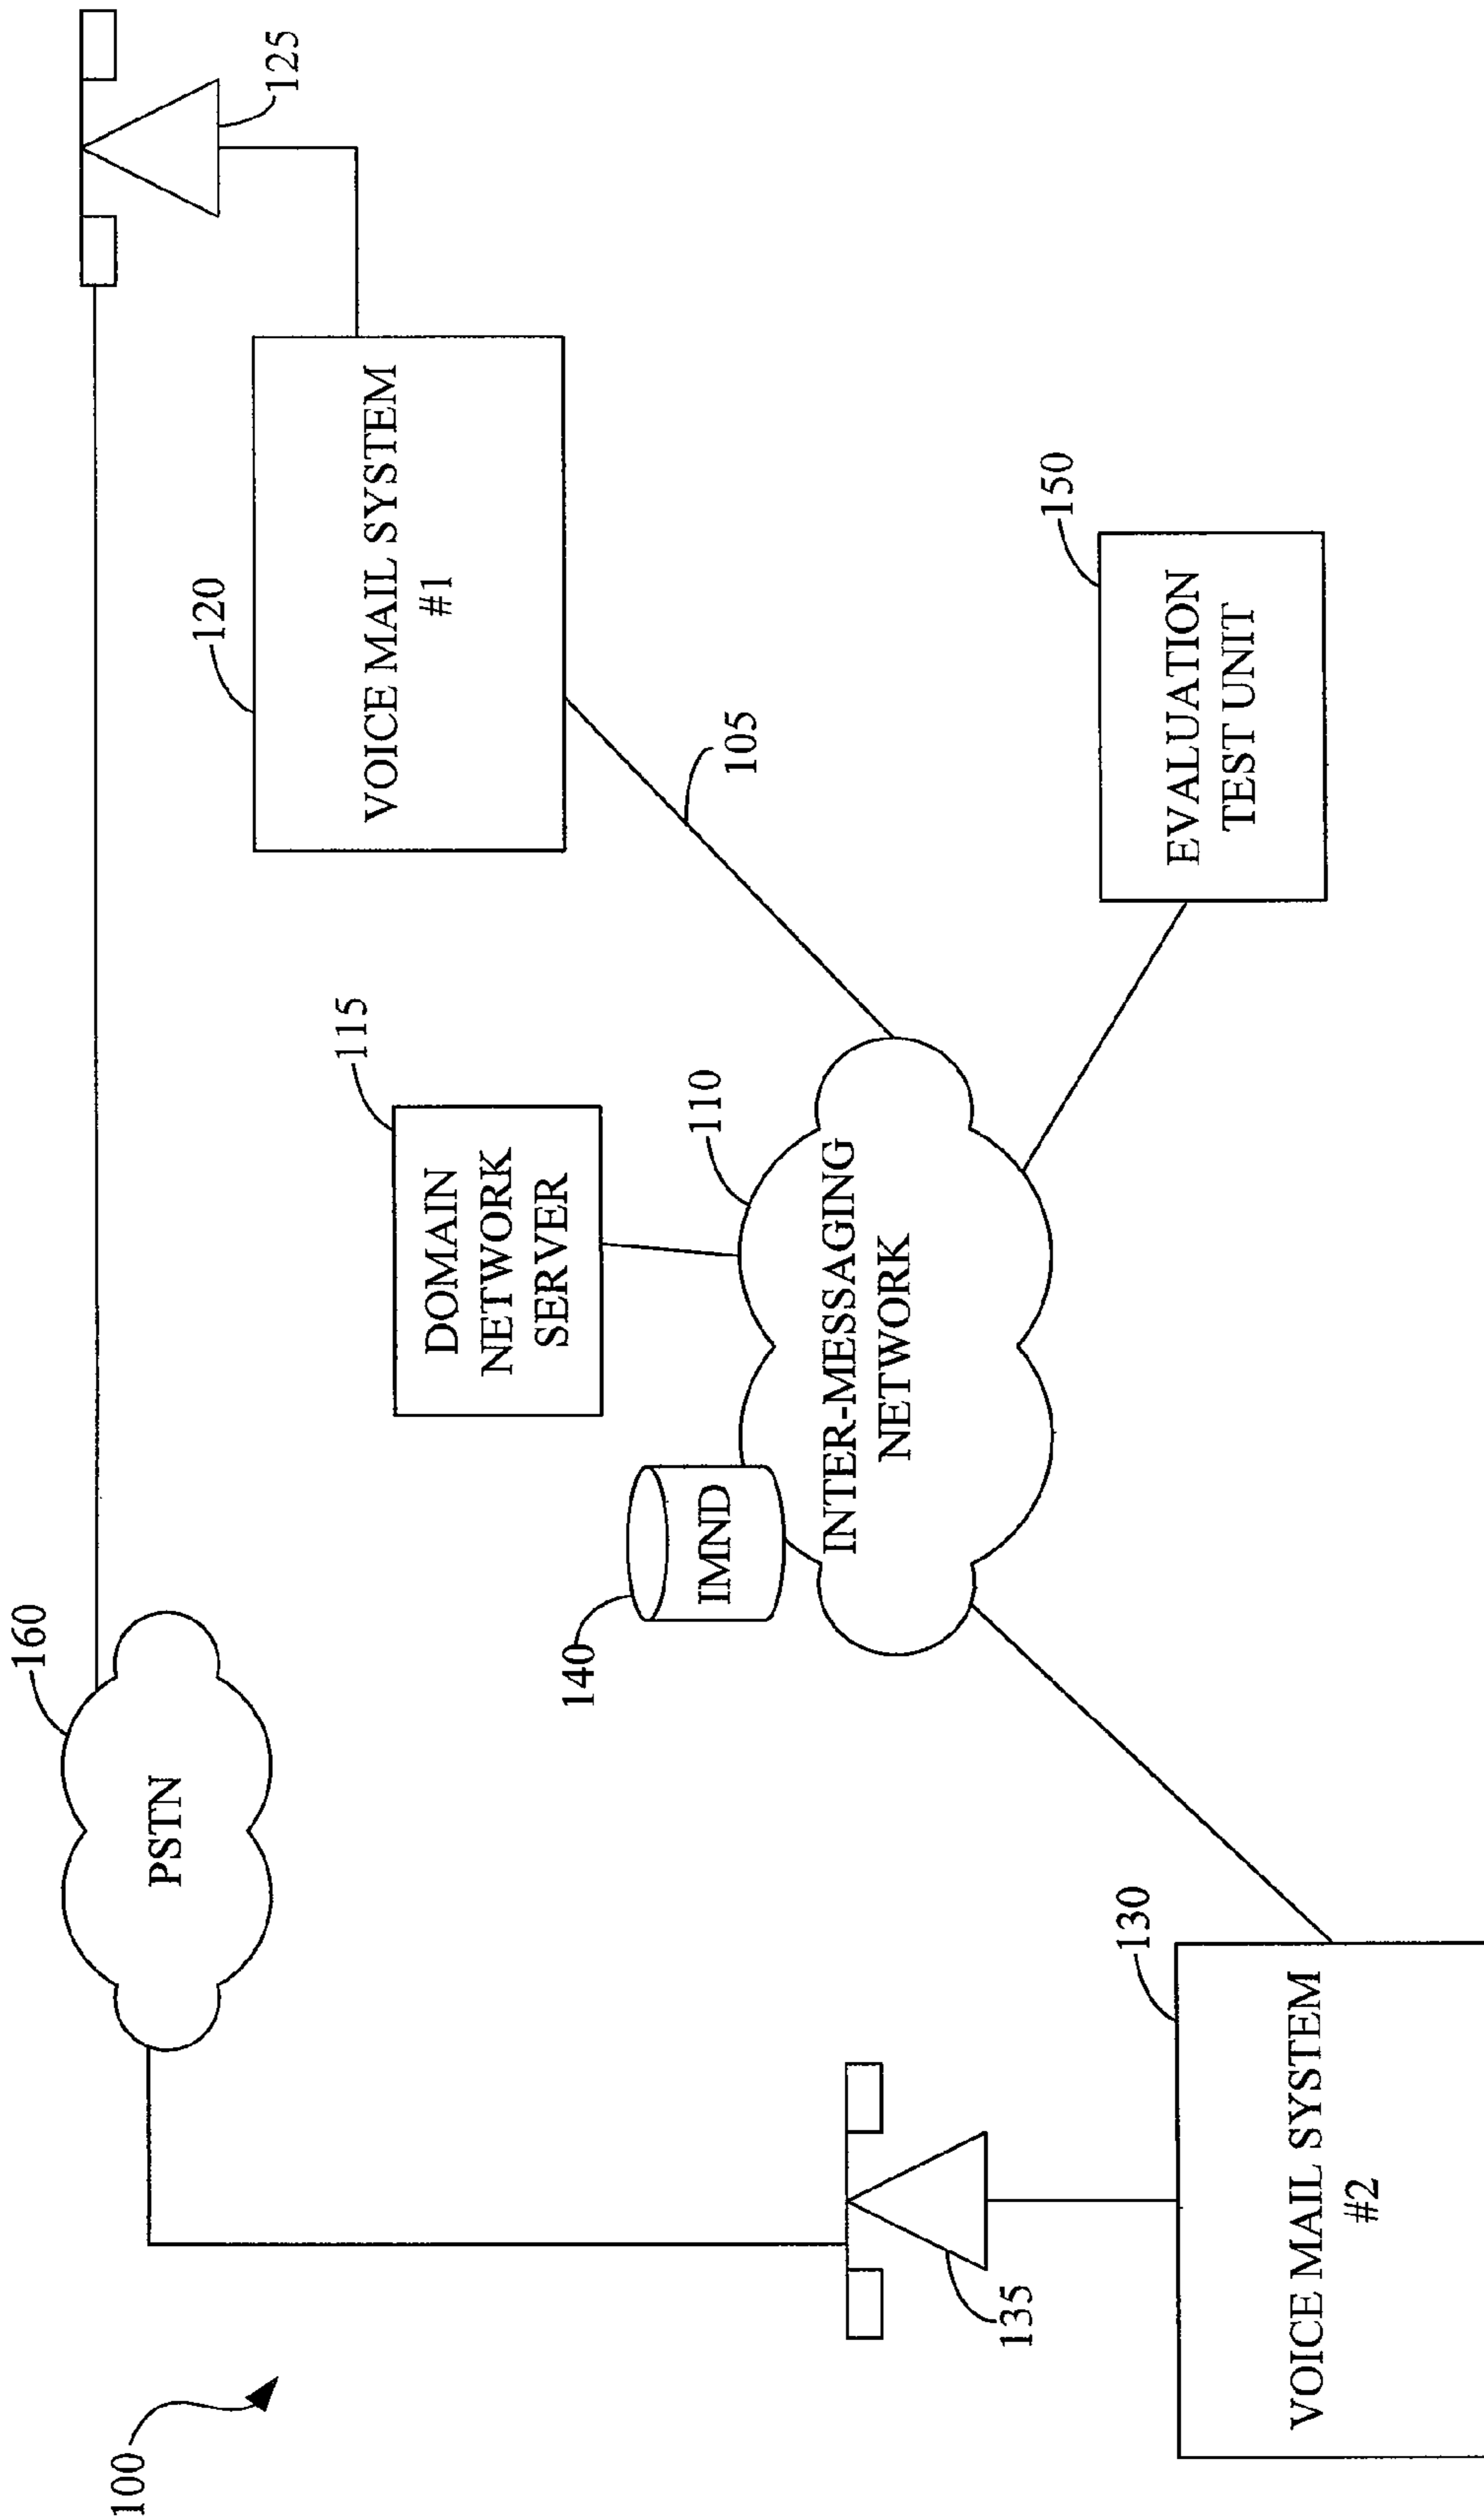 100
160
PSTN
125
120
VOICE MAIL SYSTEM
#1
115
DOMAIN
NETWORK
SERVER
140
IMND
110
INTER-MESSAGING
NETWORK
105
135
130
VOICE MAIL SYSTEM
#2
150
EVALUATION
TEST UNIT